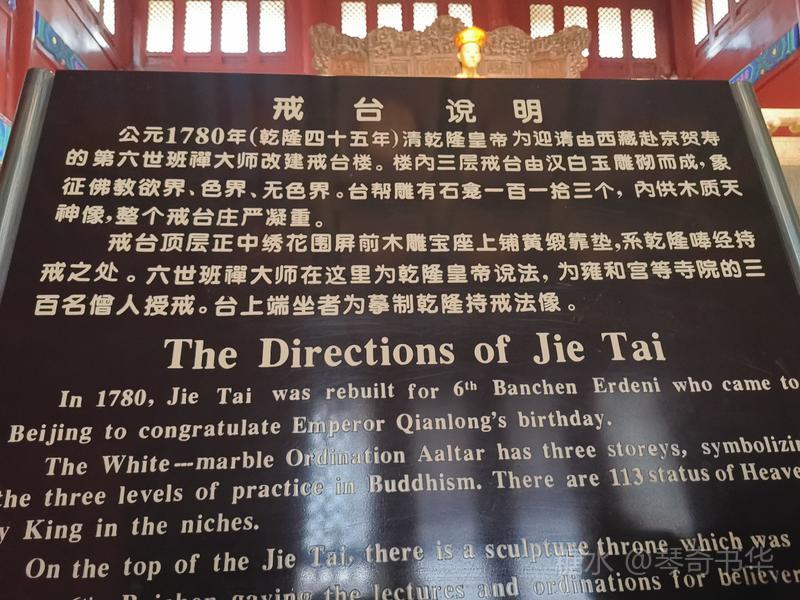 戒台说明
公元1780年(乾隆四十五年)清乾隆皇帝为迎请由西藏赴京贺寿
的第六世班禅大师改建戒台楼。楼内三层戒台由汉白玉雕砌而成,象
征佛教欲界、色界、无色界。台帮雕有石龛一百一拾三个,内供木质天
神像,整个戒台庄严凝重。
戒台顶层正中绣花围屏前木雕宝座上铺黄缎靠垫,系乾隆唪经持
戒之处。六世班禅大师在这里为乾隆皇帝说法,为雍和宫等寺院的三
百名僧人授戒。台上端坐者为摹制乾隆持戒法像。
The Directions of Jie Tai
In 1780, Jie Tai was rebuilt for 6th Banchen Erdeni who came to
Beijing to congratulate Emperor Qianlong's birthday.
The White---marble Ordination Aaltar has three storeys, symbolizin
the three levels of practice in Buddhism. There are 113 status of Heave
y King in the niches.
On the top of the Jie Tai, there is a sculpture throne which was
6th Baichen gaving the lectures and ordinations for believer
@琴奇书华